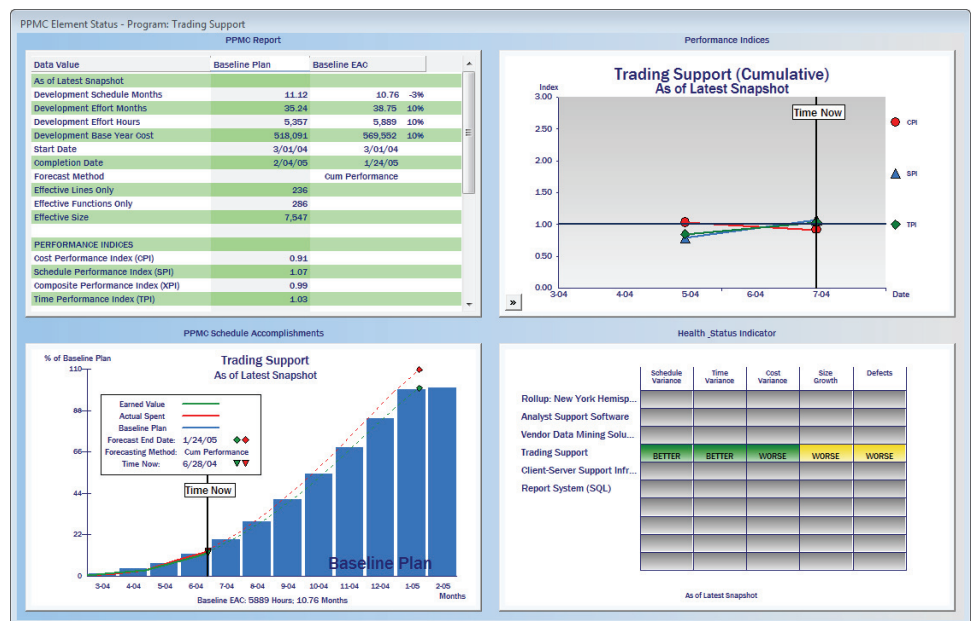 PPMC Element Status - Program: Trading Support
PPMC Report
Data Value Baseline Plan Baseline EAC
As of Latest Snapshot
Development Schedule Months 11.12 10.76 -3%
Development Effort Months 35.24 38.75 10%
Development Effort Hours 5,357 5,889 10%
Development Base Year Cost 518,091 569,552 10%
Start Date 3/01/04 3/01/04
Completion Date 2/04/05 1/24/05
Forecast Method Cum Performance
Effective Lines Only 236
Effective Functions Only 286
Effective Size 7,547
PERFORMANCE INDICES
Cost Performance Index (CPI) 0.91
Schedule Performance Index (SPI) 1.07
Composite Performance Index (XPI) 0.99
Time Performance Index (TPI) 1.03
Performance Indices
Trading Support (Cumulative)
As of Latest Snapshot
Index
3.00
2.50
2.00
1.50
1.00
0.50
0.00
Time Now
CPI
SPI
TPI
3-04 4-04 5-04 6-04 7-04 Date
»
PPMC Schedule Accomplishments
% of Baseline Plan
Trading Support
As of Latest Snapshot
110
88
66
44
22
0
Earned Value
Actual Spent
Baseline Plan
Forecast End Date: 1/24/05
Forecasting Method: Cum Performance
Time Now: 6/28/04
Time Now
Baseline Plan
3-04 4-04 5-04 6-04 7-04 8-04 9-04 10-04 11-04 12-04 1-05 2-05
Months
Baseline EAC: 5889 Hours; 10.76 Months
Health_Status Indicator
Schedule Variance Time Variance Cost Variance Size Growth Defects
Rollup: New York Hemisp...
Analyst Support Software
Vendor Data Mining Solu...
Trading Support BETTER BETTER WORSE WORSE WORSE
Client-Server Support Infr...
Report System (SQL)
As of Latest Snapshot